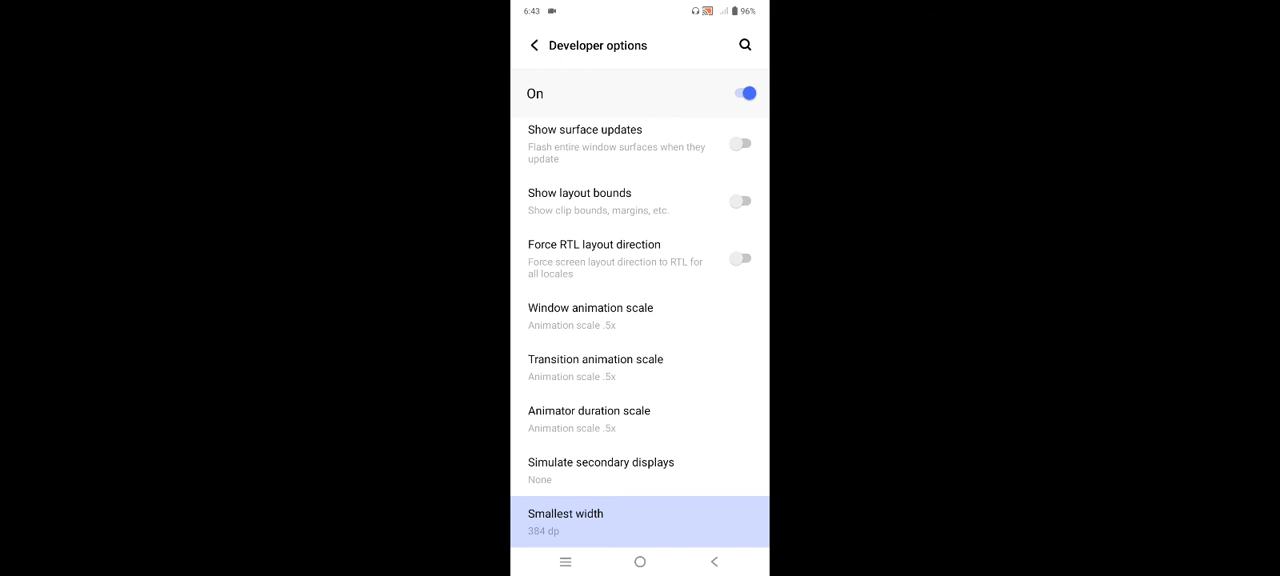 6:43
96%
Developer options
On
Show surface updates
Flash entire window surfaces when they
update
Show layout bounds
Show clip bounds, margins, etc.
Force RTL layout direction
Force screen layout direction to RTL for
all locales
Window animation scale
Animation scale .5x
Transition animation scale
Animation scale .5x
Animator duration scale
Animation scale .5x
Simulate secondary displays
None
Smallest width
384 dp